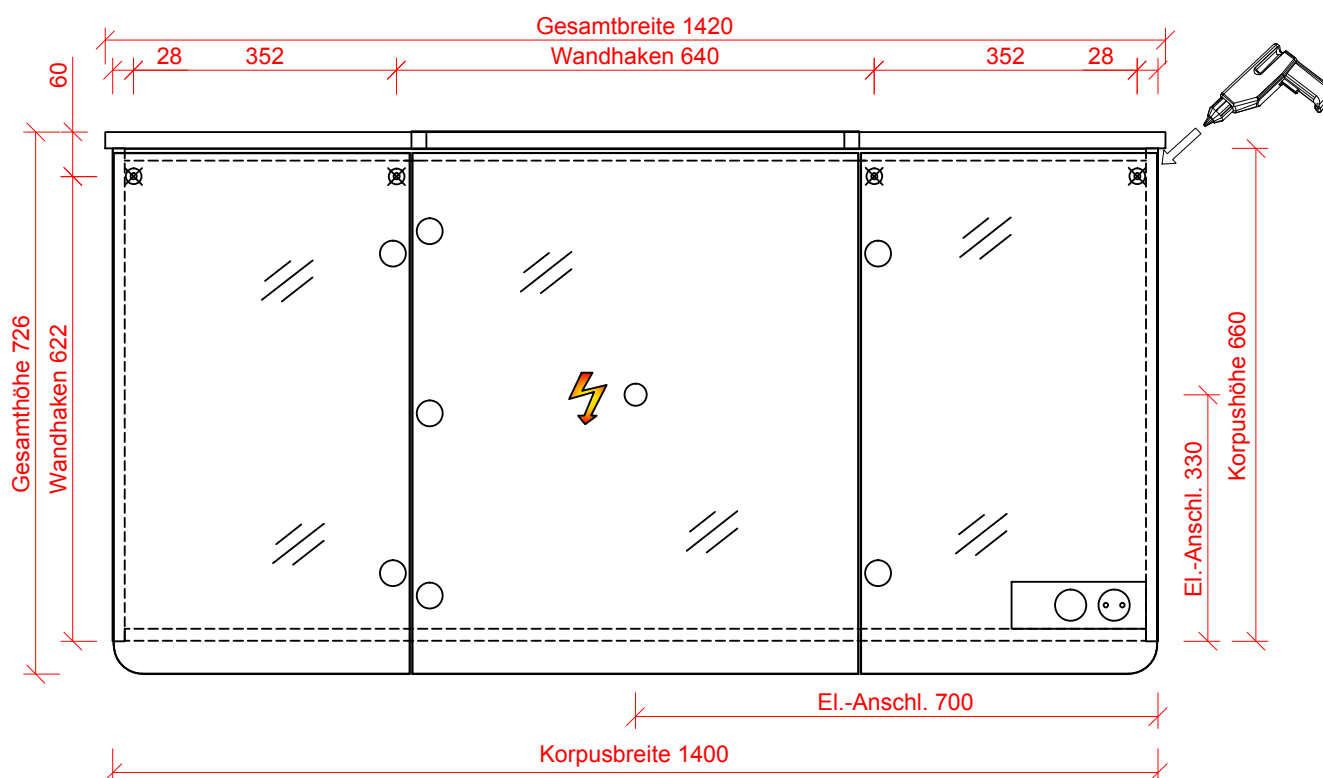 Gesamtbreite 1420
28
352
Wandhaken 640
352
28
60
Gesamthöhe 726
Wandhaken 622
Korpushöhe 660
El.-Anschl. 330
El.-Anschl. 700
Korpusbreite 1400